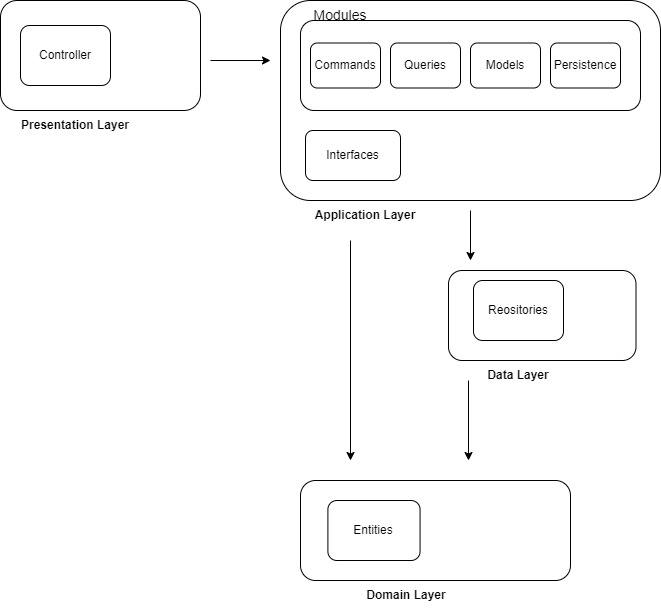 Modules
Controller
Commands
Queries
Models
Persistence
Presentation Layer
Interfaces
Application Layer
Reositories
Data Layer
Entities
Domain Layer